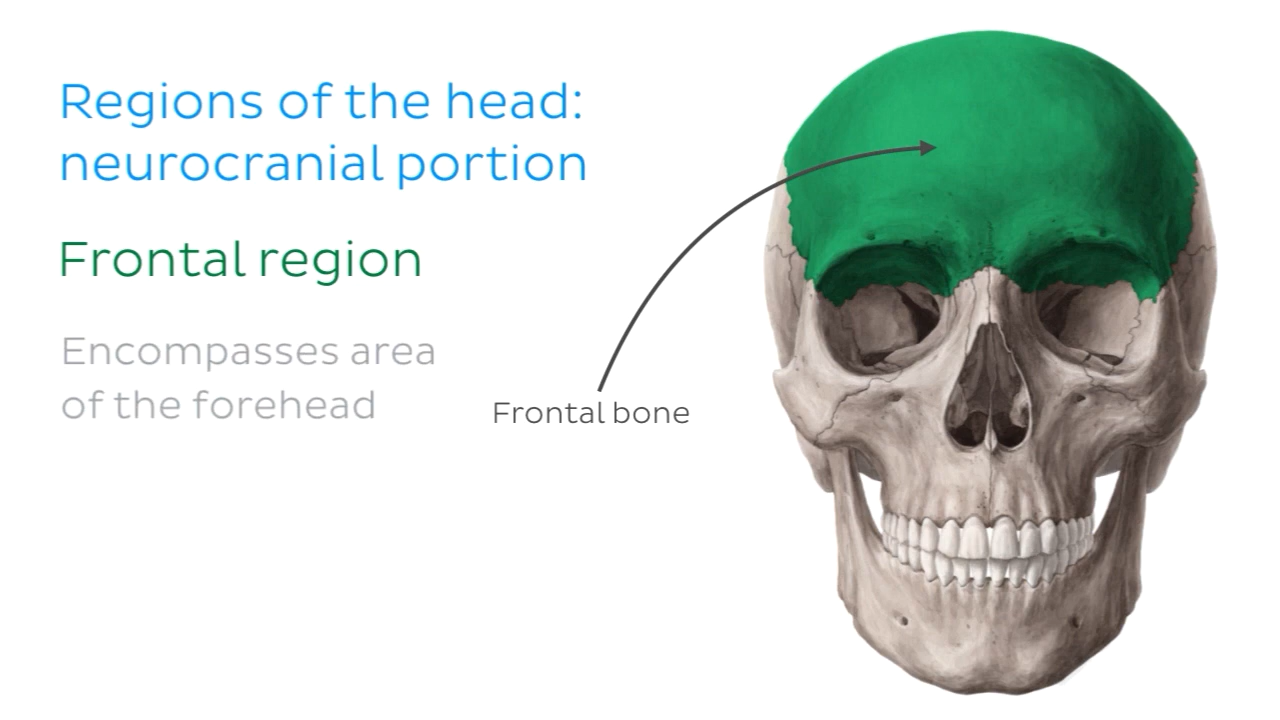 Regions of the head:
neurocranial portion
Frontal region
Encompasses area
of the forehead
Frontal bone